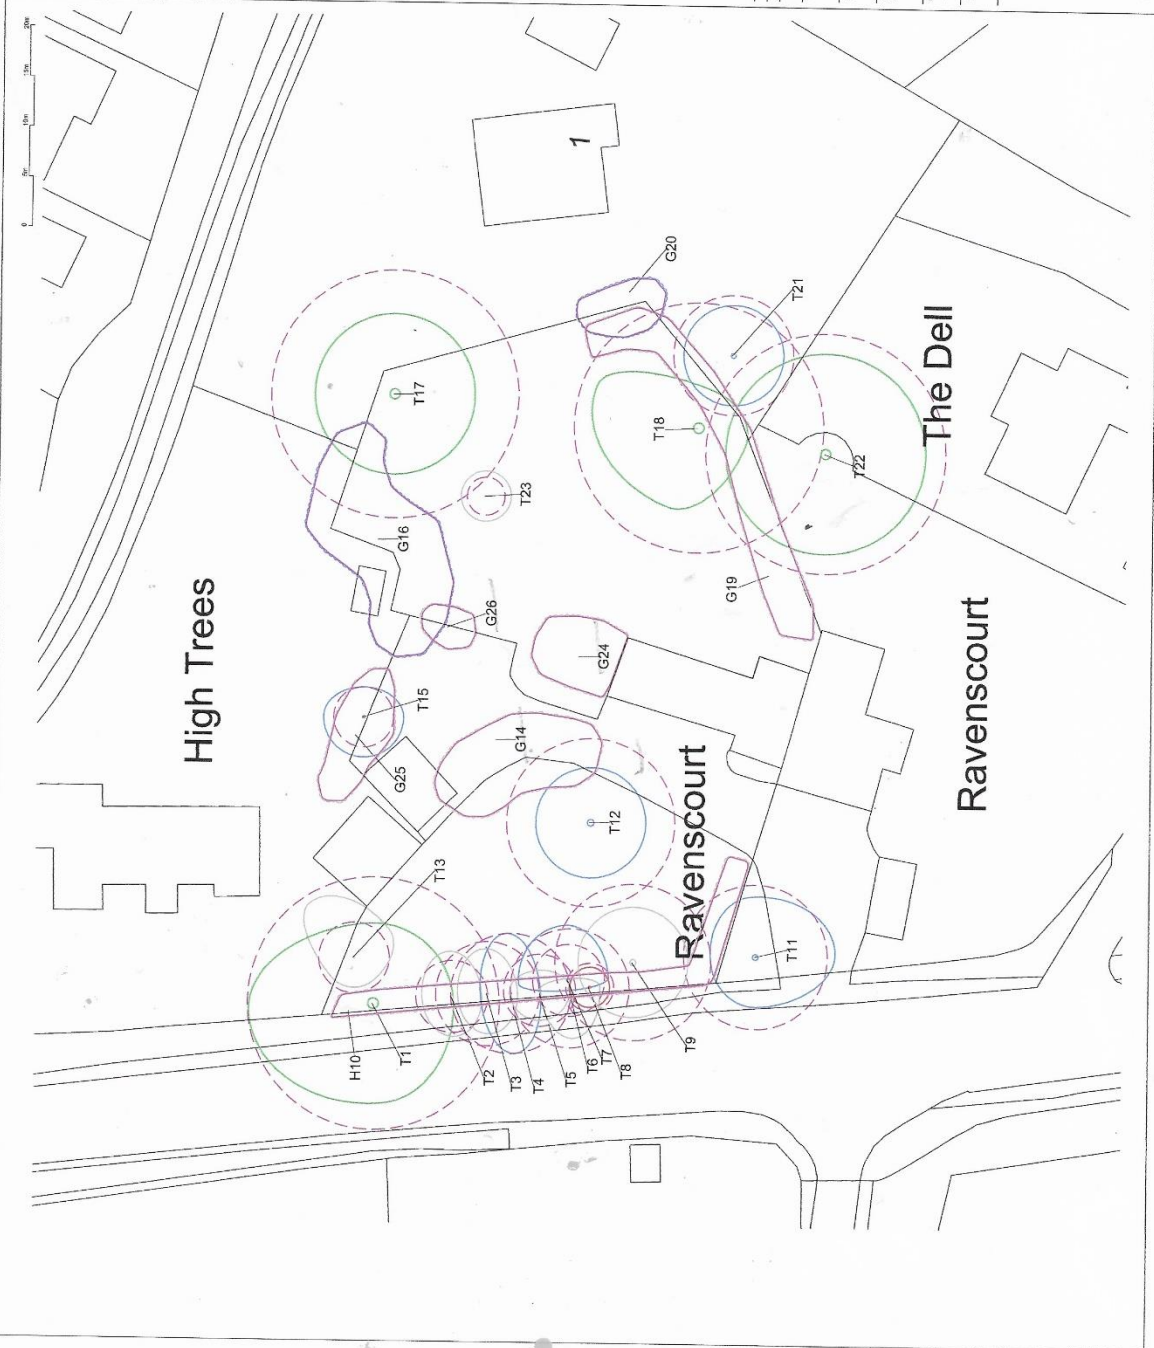 0
5m
10m
15m
20m
1
G20
T21
T17
The Dell
T18
T22
T23
G16
G19
High Trees
G26
G24
Ravenscourt
T15
G14
G25
T12
Ravenscourt
T13
T11
H10
T1
T2
T3
T4
T5
T6
T7
T8
T9